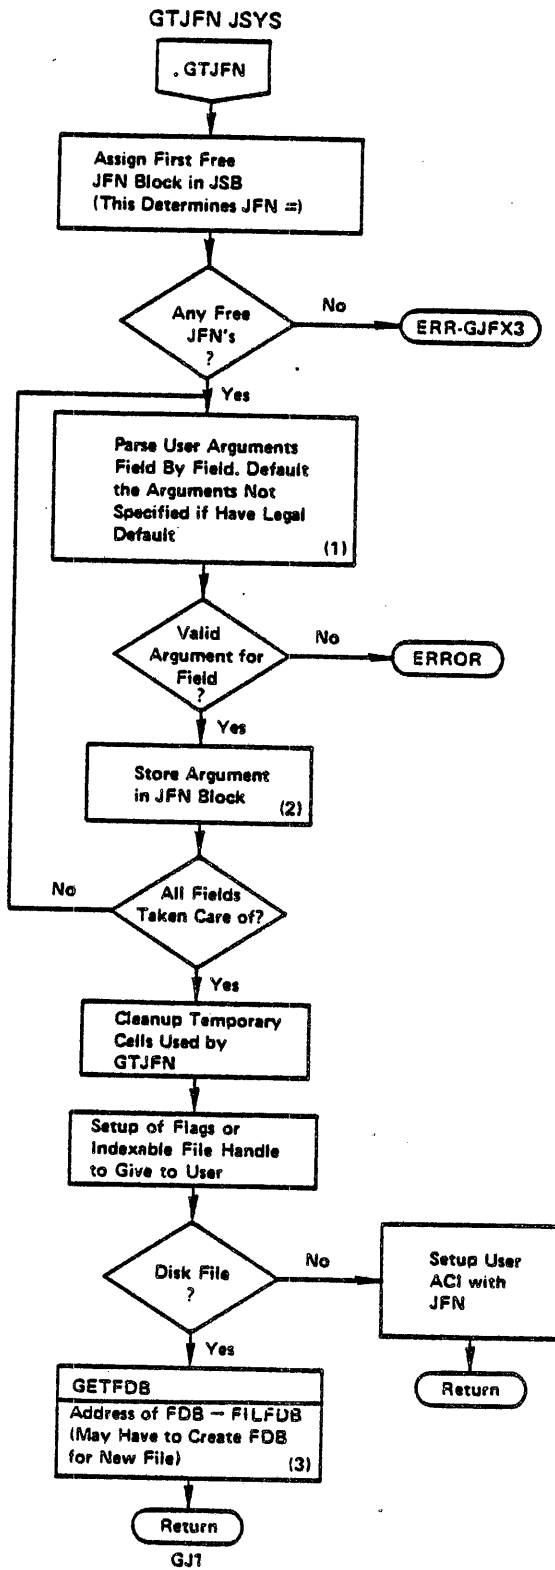 GTJFN JSYS
.GTJFN
Assign First Free
JFN Block in JSB
(This Determines JFN =)
Any Free
JFN's
?
No
ERR-GJFX3
Yes
Parse User Arguments
Field By Field. Default
the Arguments Not
Specified if Have Legal
Default
(1)
Valid
Argument for
Field
?
No
ERROR
Yes
Store Argument
in JFN Block
(2)
All Fields
Taken Care of?
No
Yes
Cleanup Temporary
Cells Used by
GTJFN
Setup of Flags or
Indexable File Handle
to Give to User
Disk File
?
No
Setup User
ACI with
JFN
Return
Yes
GETFDB
Address of FDB — FILFDB
(May Have to Create FDB
for New File)
(3)
Return
GJ1